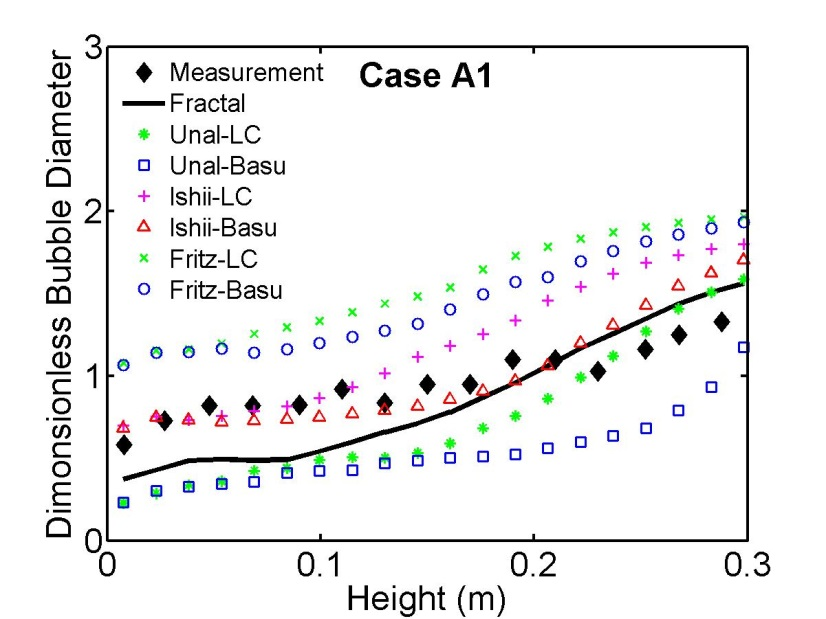 3
Measurement
Case A1
Fractal
Unal-LC
Unal-Basu
Ishii-LC
Ishii-Basu
Fritz-LC
Fritz-Basu
Dimonsionless Bubble Diameter
2
1
0
0
0.1
0.2
0.3
Height (m)